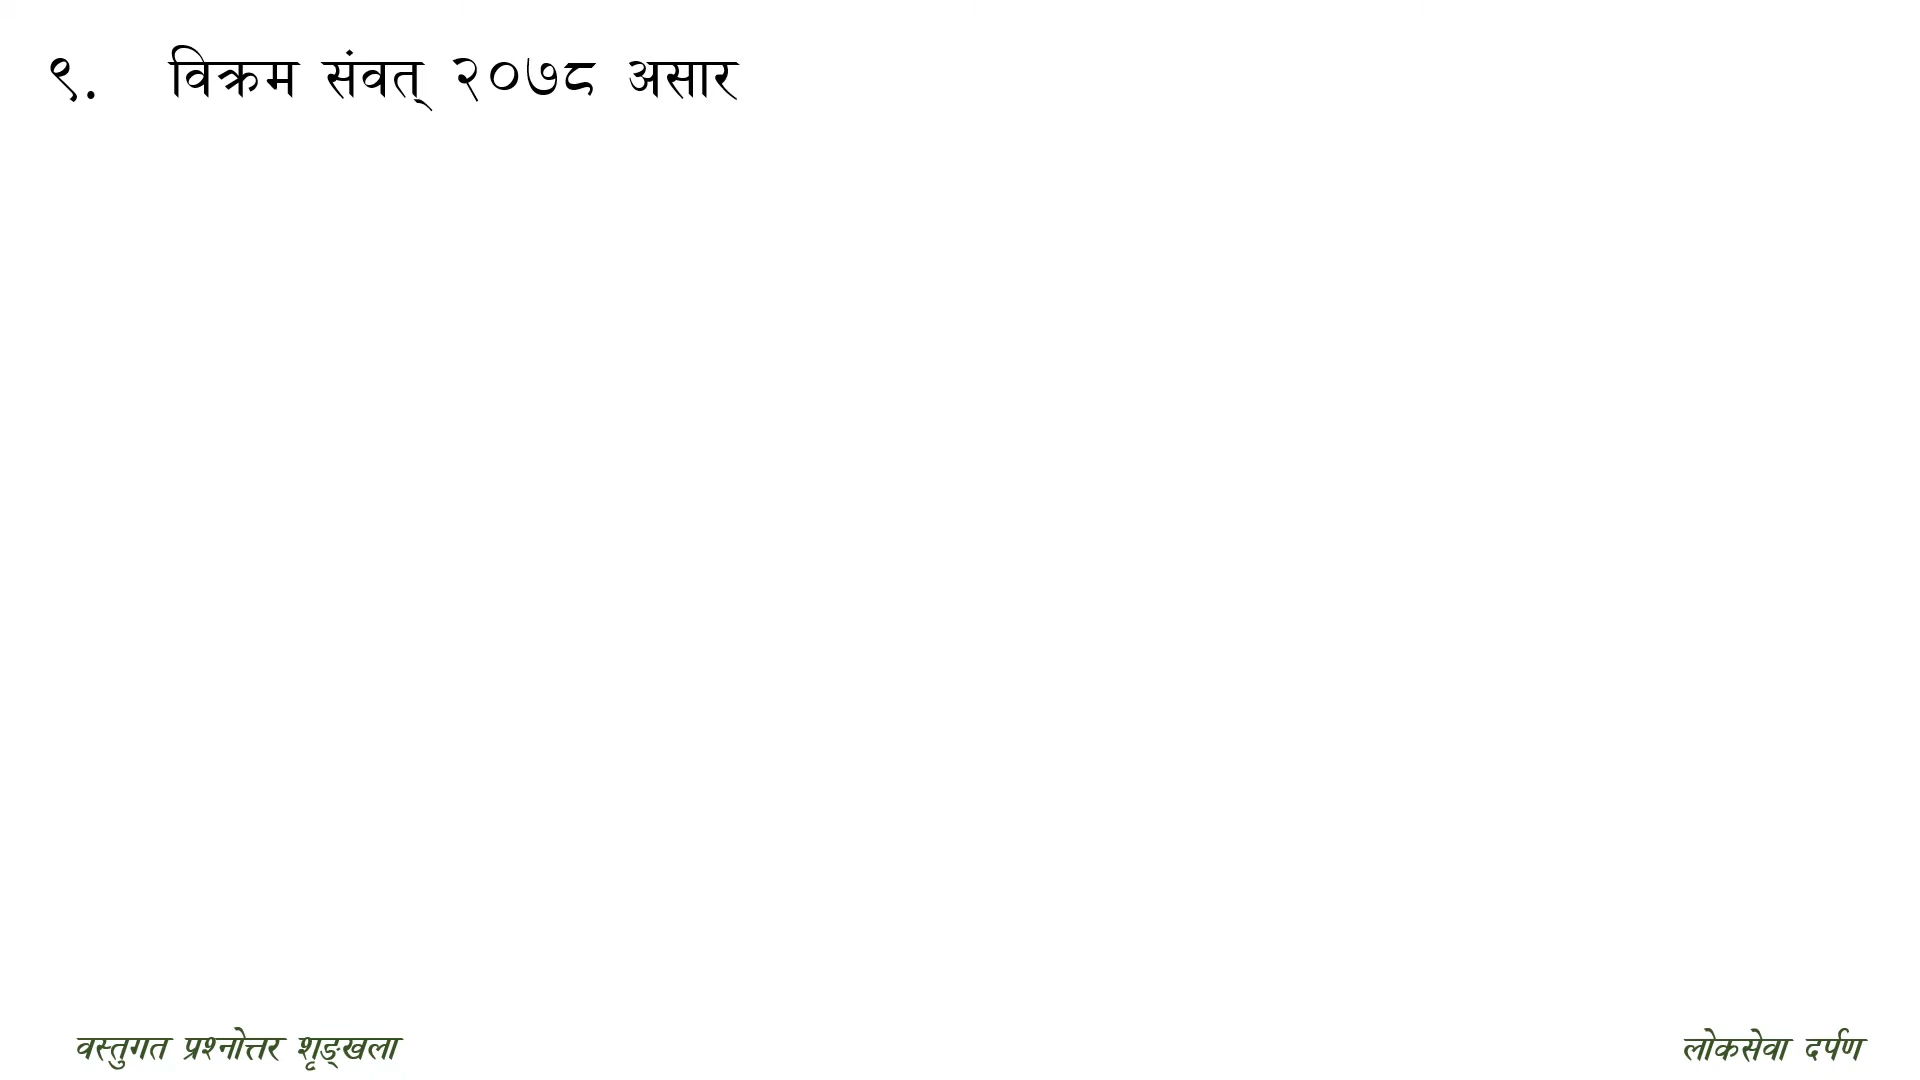 ९. विक्रम संवत् २०७८ असार
वस्तुगत प्रश्नोत्तर शृङ्खला
लोकसेवा दर्पण